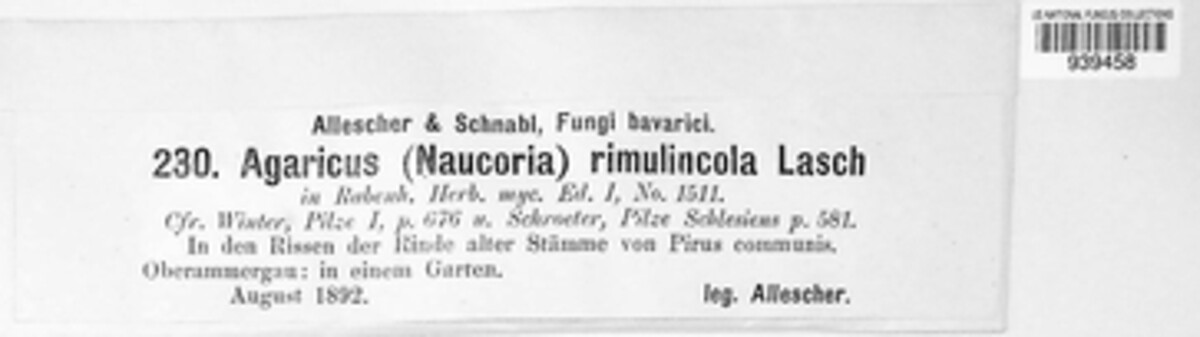 US NATIONAL FUNGUS COLLECTIONS
939458
Allescher & Schnabl, Fungi bavarici.
230. Agaricus (Naucoria) rimulincola Lasch
in Rabenh. Herb. myc. Ed. I, No. 1511.
Cfr. Winter, Pilze I, p. 676 u. Schroeter, Pilze Schlesiens p. 581.
In den Rissen der Rinde alter Stämme von Pirus communis.
Oberammergau: in einem Garten.
August 1892. leg. Allescher.